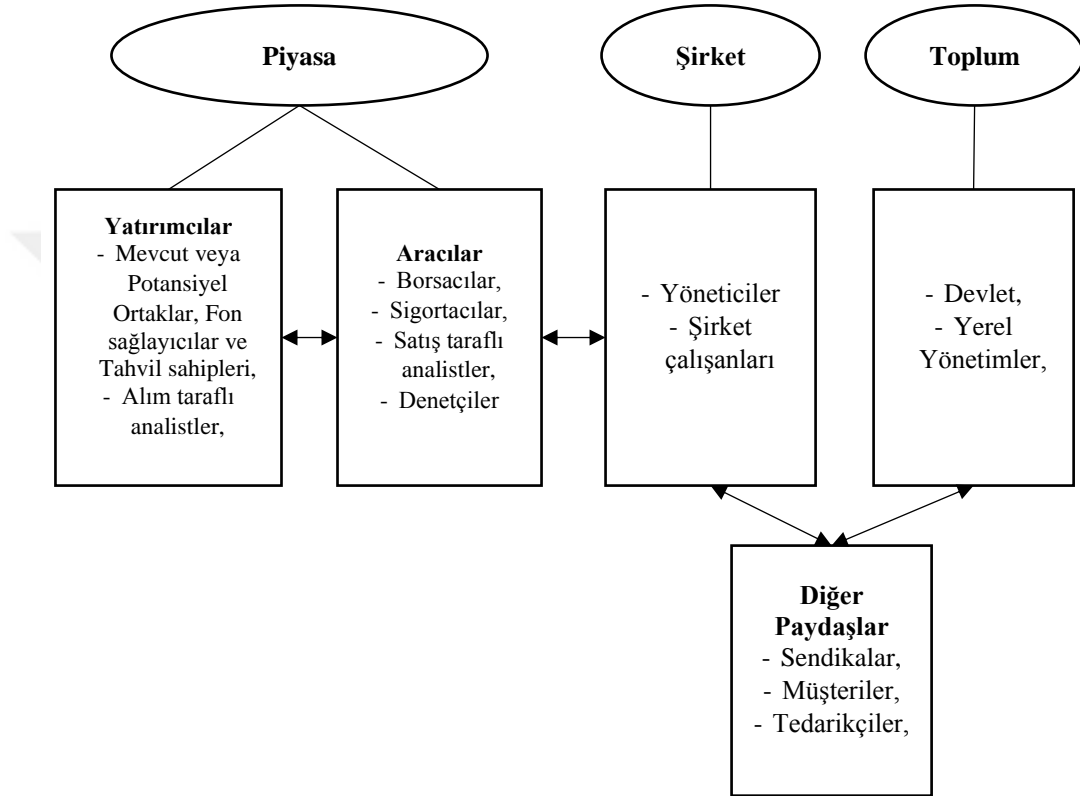 Piyasa
Şirket
Toplum
Yatırımcılar
- Mevcut veya
Potansiyel
Ortaklar, Fon
sağlayıcılar ve
Tahvil sahipleri,
- Alım taraflı
analistler,
Aracılar
- Borsacılar,
- Sigortacılar,
- Satış taraflı
analistler,
- Denetçiler
- Yöneticiler
- Şirket
çalışanları
- Devlet,
- Yerel
Yönetimler,
Diğer
Paydaşlar
- Sendikalar,
- Müşteriler,
- Tedarikçiler,